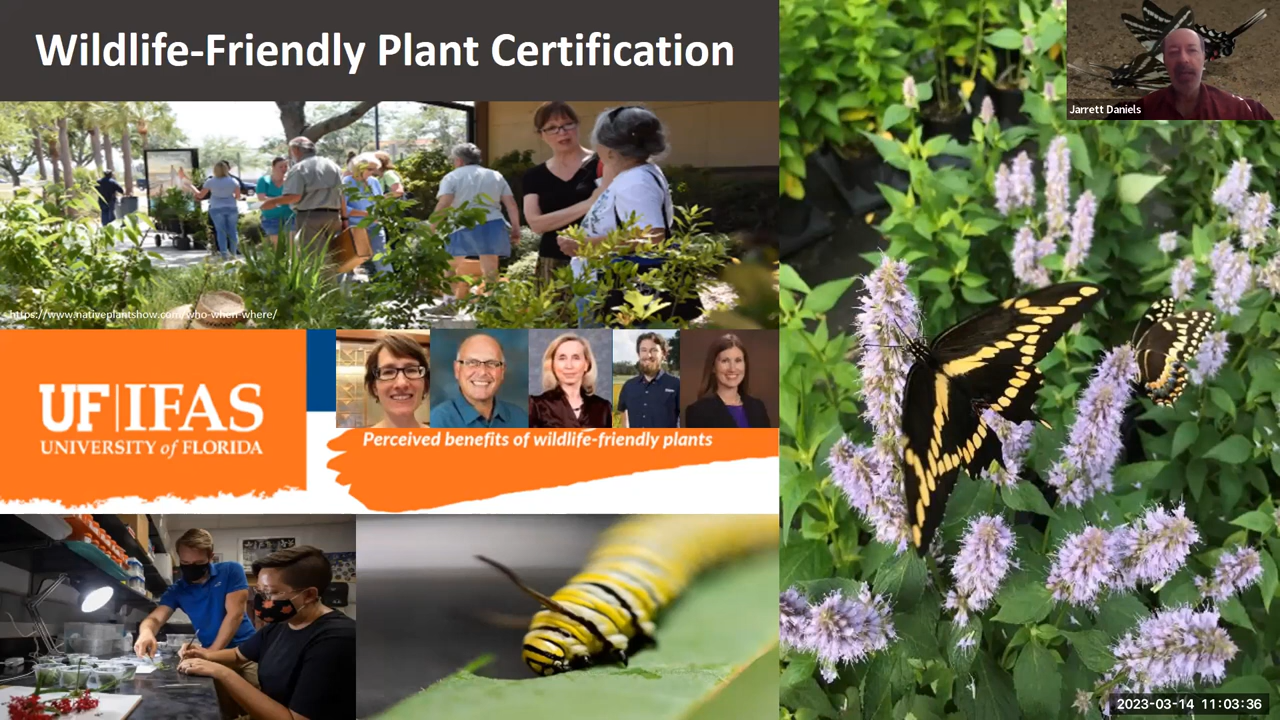 Wildlife-Friendly Plant Certification
Jarrett Daniels
https://www.nativeplantshow.com/who-when-where/
UF|IFAS
UNIVERSITY of FLORIDA
Perceived benefits of wildlife-friendly plants
2023-03-14 11:03:36